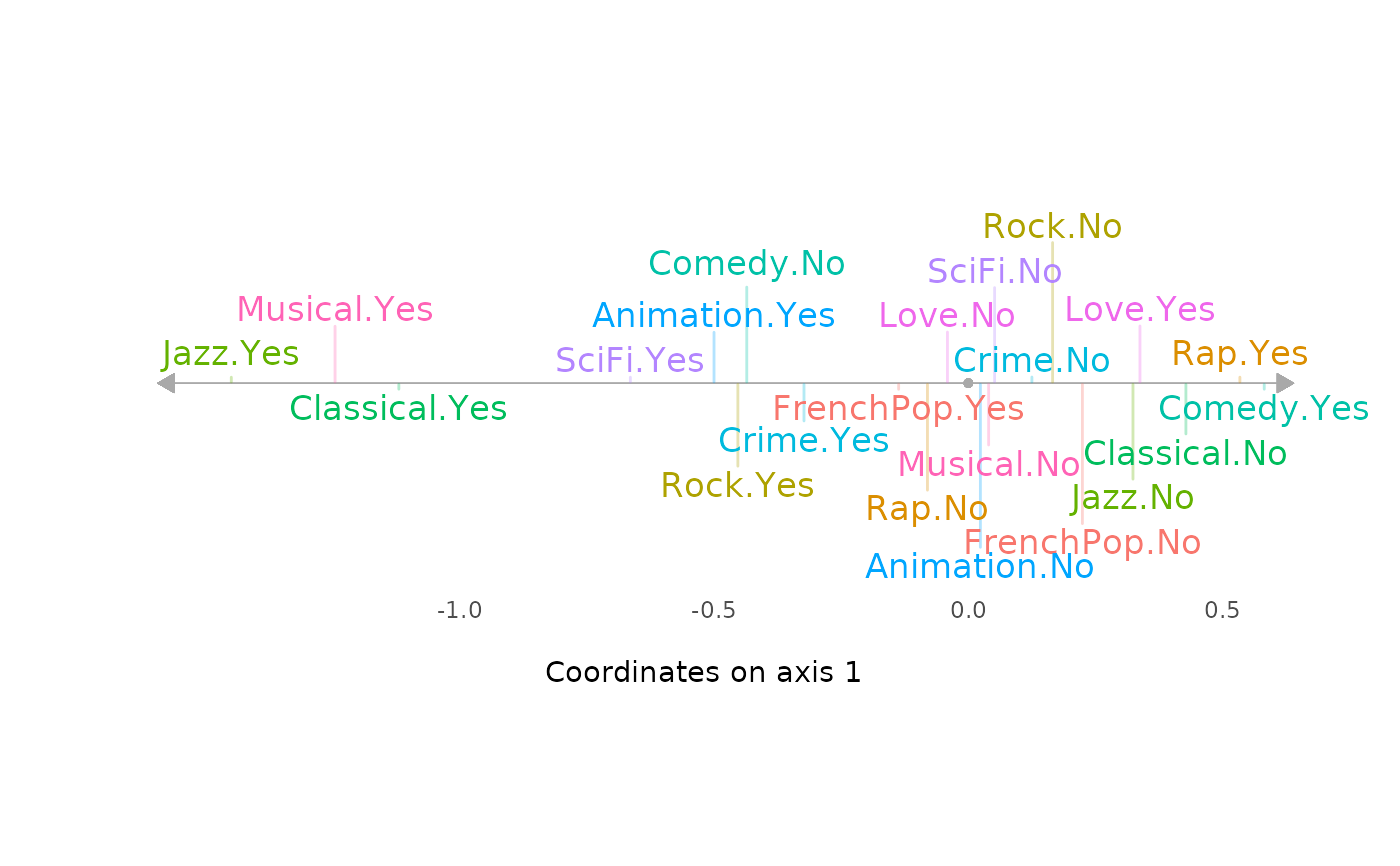 Rock.No
Comedy.No
SciFi.No
Musical.Yes
Animation.Yes
Love.No
Love.Yes
Jazz.Yes
SciFi.Yes
Crime.No
Rap.Yes
Classical.Yes
FrenchPop.Yes
Comedy.Yes
Crime.Yes
Musical.No
Classical.No
Rock.Yes
Rap.No
Jazz.No
FrenchPop.No
Animation.No
-1.0 -0.5 0.0 0.5
Coordinates on axis 1